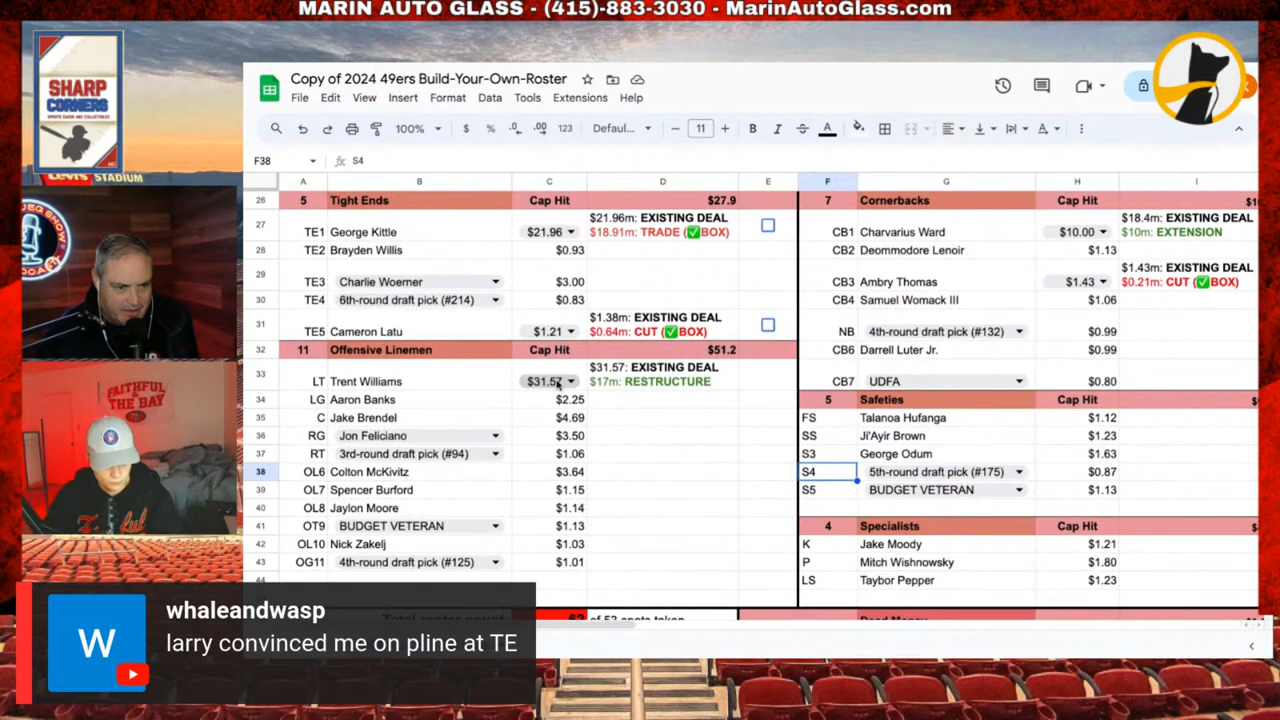 MARIN AUTO GLASS - (415)-883-3030 - MarinAutoGlass.com
SHARP
CORNERS
LEVI'S STADIUM
SHOW
FAITHFUL
THE BAY
Copy of 2024 49ers Build-Your-Own-Roster
File Edit View Insert Format Data Tools Extensions Help
100% $ % .0 .00 123 Defaul... 11 B I A
F38 fx S4
A B C D E F G H I
26 5 Tight Ends Cap Hit $27.9 7 Cornerbacks Cap Hit
27 TE1 George Kittle $21.96 $21.96m: EXISTING DEAL CB1 Charvarius Ward $10.00 $18.4m: EXISTING DEAL
$18.91m: TRADE (✅BOX) $10m: EXTENSION
28 TE2 Brayden Willis $0.93 CB2 Deommodore Lenoir $1.13
29 TE3 Charlie Woerner $3.00 CB3 Ambry Thomas $1.43 $1.43m: EXISTING DEAL
$0.21m: CUT (✅BOX)
30 TE4 6th-round draft pick (#214) $0.83 CB4 Samuel Womack III $1.06
31 TE5 Cameron Latu $1.21 $1.38m: EXISTING DEAL NB 4th-round draft pick (#132) $0.99
$0.64m: CUT (✅BOX)
32 11 Offensive Linemen Cap Hit $51.2 CB6 Darrell Luter Jr. $0.99
33 LT Trent Williams $31.57 $31.57: EXISTING DEAL CB7 UDFA $0.80
$17m: RESTRUCTURE
34 LG Aaron Banks $2.25 5 Safeties Cap Hit
35 C Jake Brendel $4.69 FS Talanoa Hufanga $1.12
36 RG Jon Feliciano $3.50 SS Ji'Ayir Brown $1.23
37 RT 3rd-round draft pick (#94) $1.06 S3 George Odum $1.63
38 OL6 Colton McKivitz $3.64 S4 5th-round draft pick (#175) $0.87
39 OL7 Spencer Burford $1.15 S5 BUDGET VETERAN $1.13
40 OL8 Jaylon Moore $1.14
41 OT9 BUDGET VETERAN $1.13 4 Specialists Cap Hit
42 OL10 Nick Zakelj $1.03 K Jake Moody $1.21
43 OG11 4th-round draft pick (#125) $1.01 P Mitch Wishnowsky $1.80
44 LS Taybor Pepper $1.23
of 53 spots taken
W
whaleandwasp
larry convinced me on pline at TE